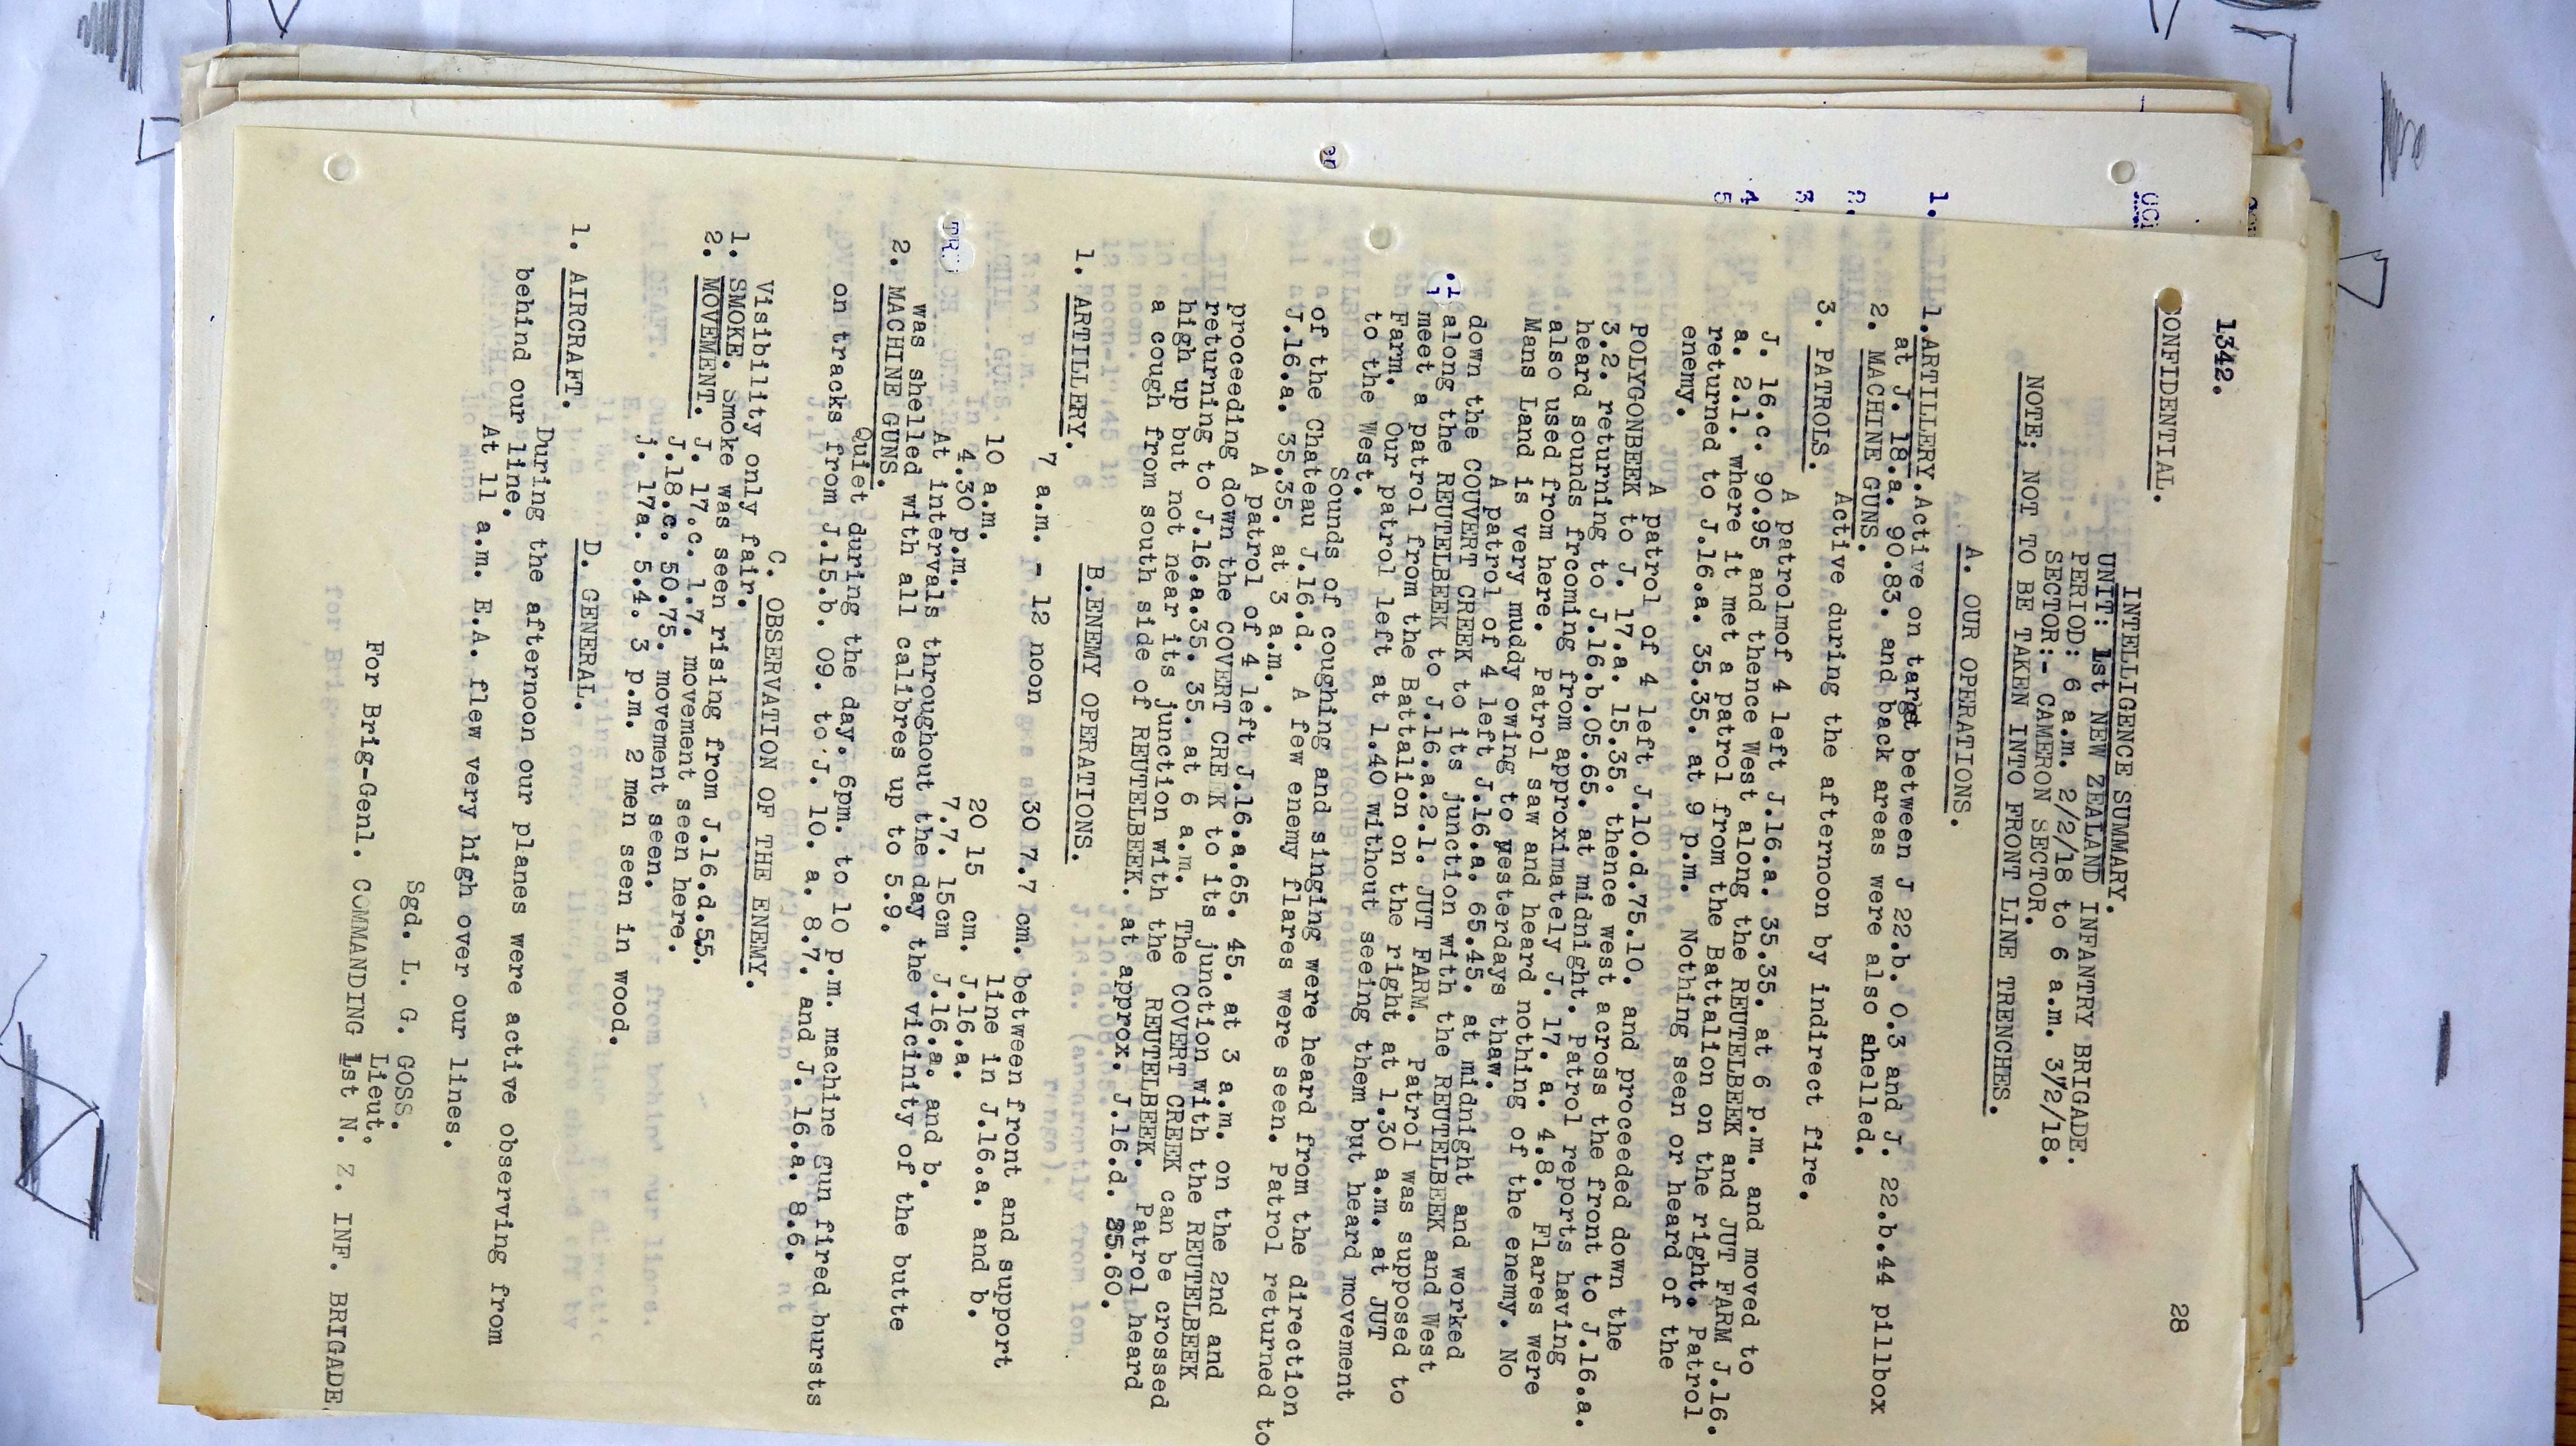 1342.
28
CONFIDENTIAL.
INTELLIGENCE SUMMARY.
UNIT: 1st NEW ZEALAND INFANTRY BRIGADE.
PERIOD: 6 a.m. 2/2/18 to 6 a.m. 3/2/18.
SECTOR:- CAMERON SECTOR.
NOTE; NOT TO BE TAKEN INTO FRONT LINE TRENCHES.
A. OUR OPERATIONS.
1.ARTILLERY.Active on target between J 22.b. 0.3 and J. 22.b.44 pillbox
at J. 18.a. 90.83. and back areas were also ahelled.
2. MACHINE GUNS.
Active during the afternoon by indirect fire.
3. PATROLS.
A patrolmof 4 left J.16.a. 35.35. at 6 p.m. and moved to
J. 16.c. 90.95 and thence West along the REUTELBEEK and JUT FARM J.16.
a. 2.1. where it met a patrol from the Battalion on the right. Patrol
returned to J.16.a. 35.35. at 9 p.m. Nothing seen or heard of the
enemy.
A patrol of 4 left J.10.d.75.10. and proceeded down the
POLYGONBEEK to J. 17.a. 15.35. thence west across the front to J.16.a.
3.2. returning to J.16.b.05.65. at midnight. Patrol reports having
heard sounds frcoming from approximately J. 17. a. 4.8. Flares were
also used from here. Patrol saw and heard nothing of the enemy. No
Mans Land is very muddy owing to yesterdays thaw.
A patrol of 4 left J.16.a. 65.45. at midnight and worked
down the COUVERT CREEK to its junction with the REUTELBEEK and West
along the REUTELBEEK to J.16.a.2.1. JUT FARM. Patrol was supposed to
meet a patrol from the Battalion on the right at 1.30 a.m. at JUT
Farm. Our patrol left at 1.40 without seeing them but heard movement
to the West.
Sounds of coughing and singing were heard from the direction
of the Chateau J.16.d. A few enemy flares were seen. Patrol returned to
J.16.a. 35.35. at 3 a.m.
A patrol of 4 left J.16.a.65. 45. at 3 a.m. on the 2nd and
proceeding down the COVERT CREEK to its junction with the REUTELBEEK
returning to J.16.a.35. 35. at 6 a.m. The COVERT CREEK can be crossed
high up but not near its junction with the REUTELBEEK. Patrol heard
a cough from south side of REUTELBEEK. at approx. J.16.d. 35.60.
B.ENEMY OPERATIONS.
1. ARTILLERY.
7 a.m. - 12 noon 30 7.7 cm. between front and support
line in J.16.a. and b.
10 a.m. 20 15 cm. J.16.a.
4.30 p.m. 7.7. 15cm J.16.a. and b.
At intervals throughout the day the vicinity of the butte
was shelled with all calibres up to 5.9.
2. MACHINE GUNS.
Quiet during the day. 6pm. to 10 p.m. machine gun fired bursts
on tracks from J.15.b. 09. to J. 10. a. 8.7. and J. 16.a. 8.6.
C. OBSERVATION OF THE ENEMY.
Visibility only fair.
1. SMOKE. Smoke was seen rising from J.16.d.55.
2. MOVEMENT. J. 17.c. 1.7. movement seen here.
J.18.c. 50.75. movement seen.
j. 17a. 5.4. 3 p.m. 2 men seen in wood.
D. GENERAL.
1. AIRCRAFT.
During the afternoon our planes were active observing from
behind our line.
At 11 a.m. E.A. flew very high over our lines.
Sgd. L. G. GOSS.
Lieut.
For Brig-Genl. COMMANDING 1st N. Z. INF. BRIGADE.